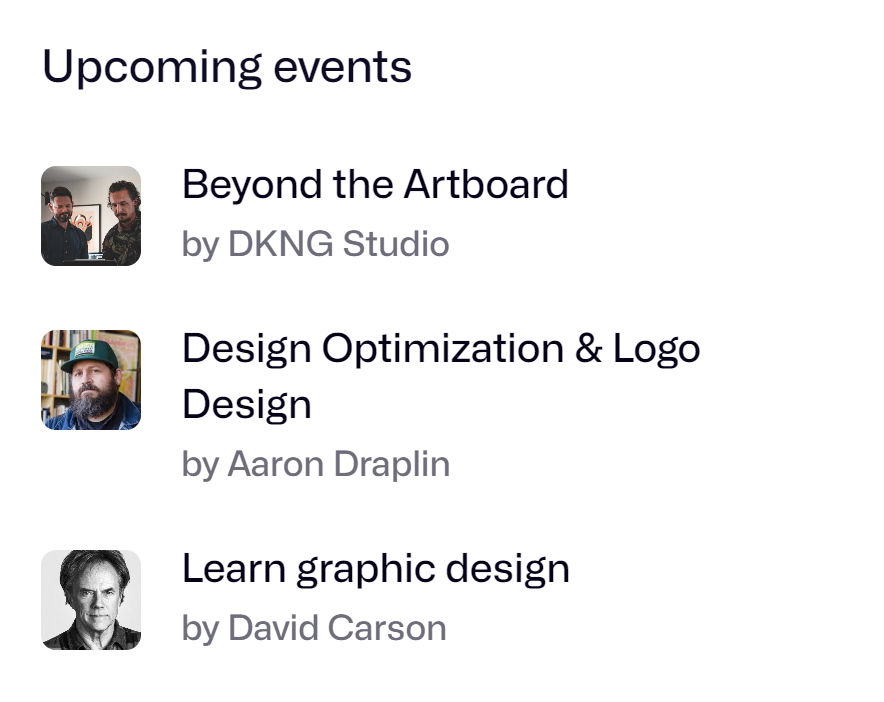 Upcoming events
Beyond the Artboard
by DKNG Studio
Design Optimization & Logo
Design
by Aaron Draplin
Learn graphic design
by David Carson